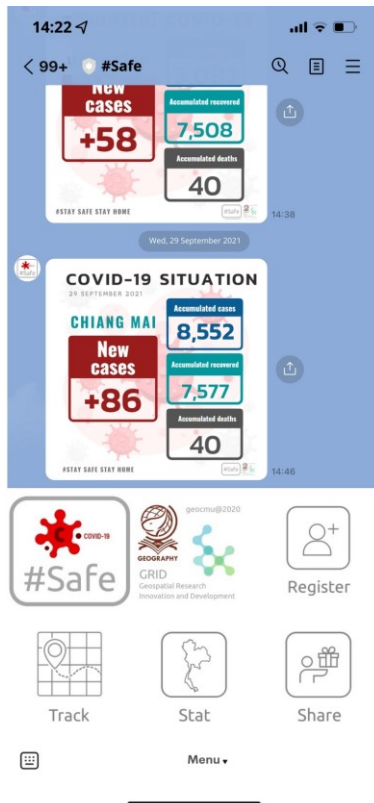 14:22
99+ #Safe
New
cases
+58
Accumulated recovered
7,508
Accumulated deaths
40
#STAY SAFE STAY HOME
#Safe
14:38
Wed, 29 September 2021
#Safe
COVID-19 SITUATION
29 SEPTEMBER 2021
CHIANG MAI
New
cases
+86
Accumulated cases
8,552
Accumulated recovered
7,577
Accumulated deaths
40
#STAY SAFE STAY HOME
#Safe
14:46
C COVID-19
#Safe
geocmu@2020
GEOGRAPHY
GRID
Geospatial Research
Innovation and Development
Register
Track
Stat
Share
Menu